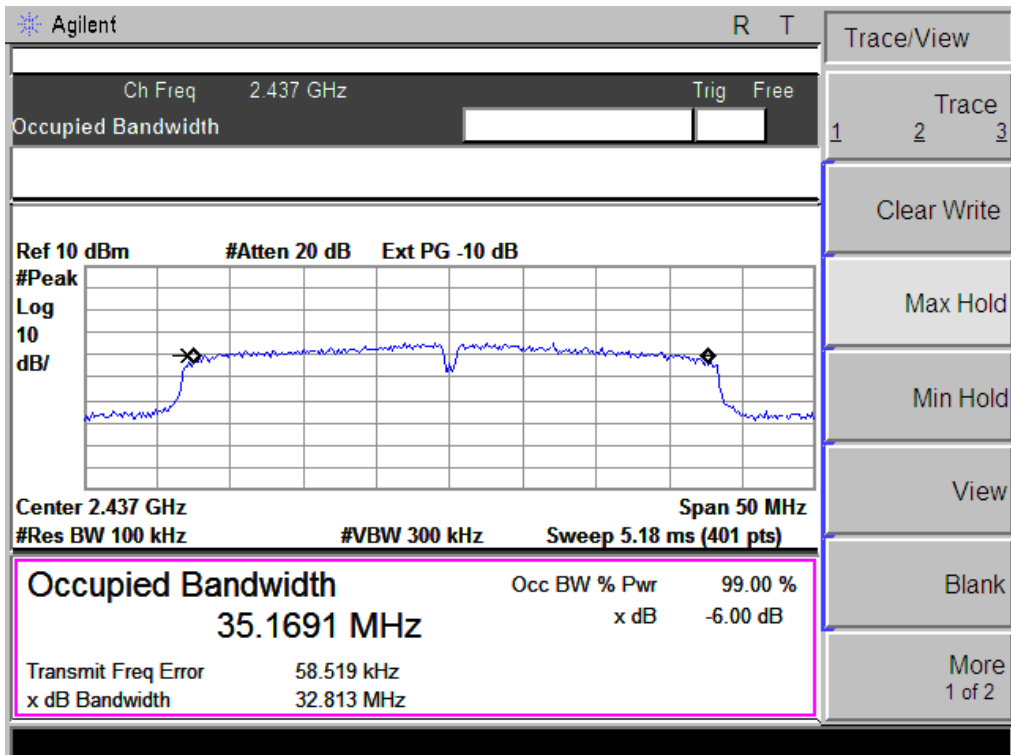 Agilent R T
Ch Freq 2.437 GHz Trig Free
Occupied Bandwidth
Ref 10 dBm #Atten 20 dB Ext PG -10 dB
#Peak
Log
10
dB/
Center 2.437 GHz Span 50 MHz
#Res BW 100 kHz #VBW 300 kHz Sweep 5.18 ms (401 pts)
Occupied Bandwidth Occ BW % Pwr 99.00 %
35.1691 MHz x dB -6.00 dB
Transmit Freq Error 58.519 kHz
x dB Bandwidth 32.813 MHz
Trace/View
Trace
1 2 3
Clear Write
Max Hold
Min Hold
View
Blank
More
1 of 2